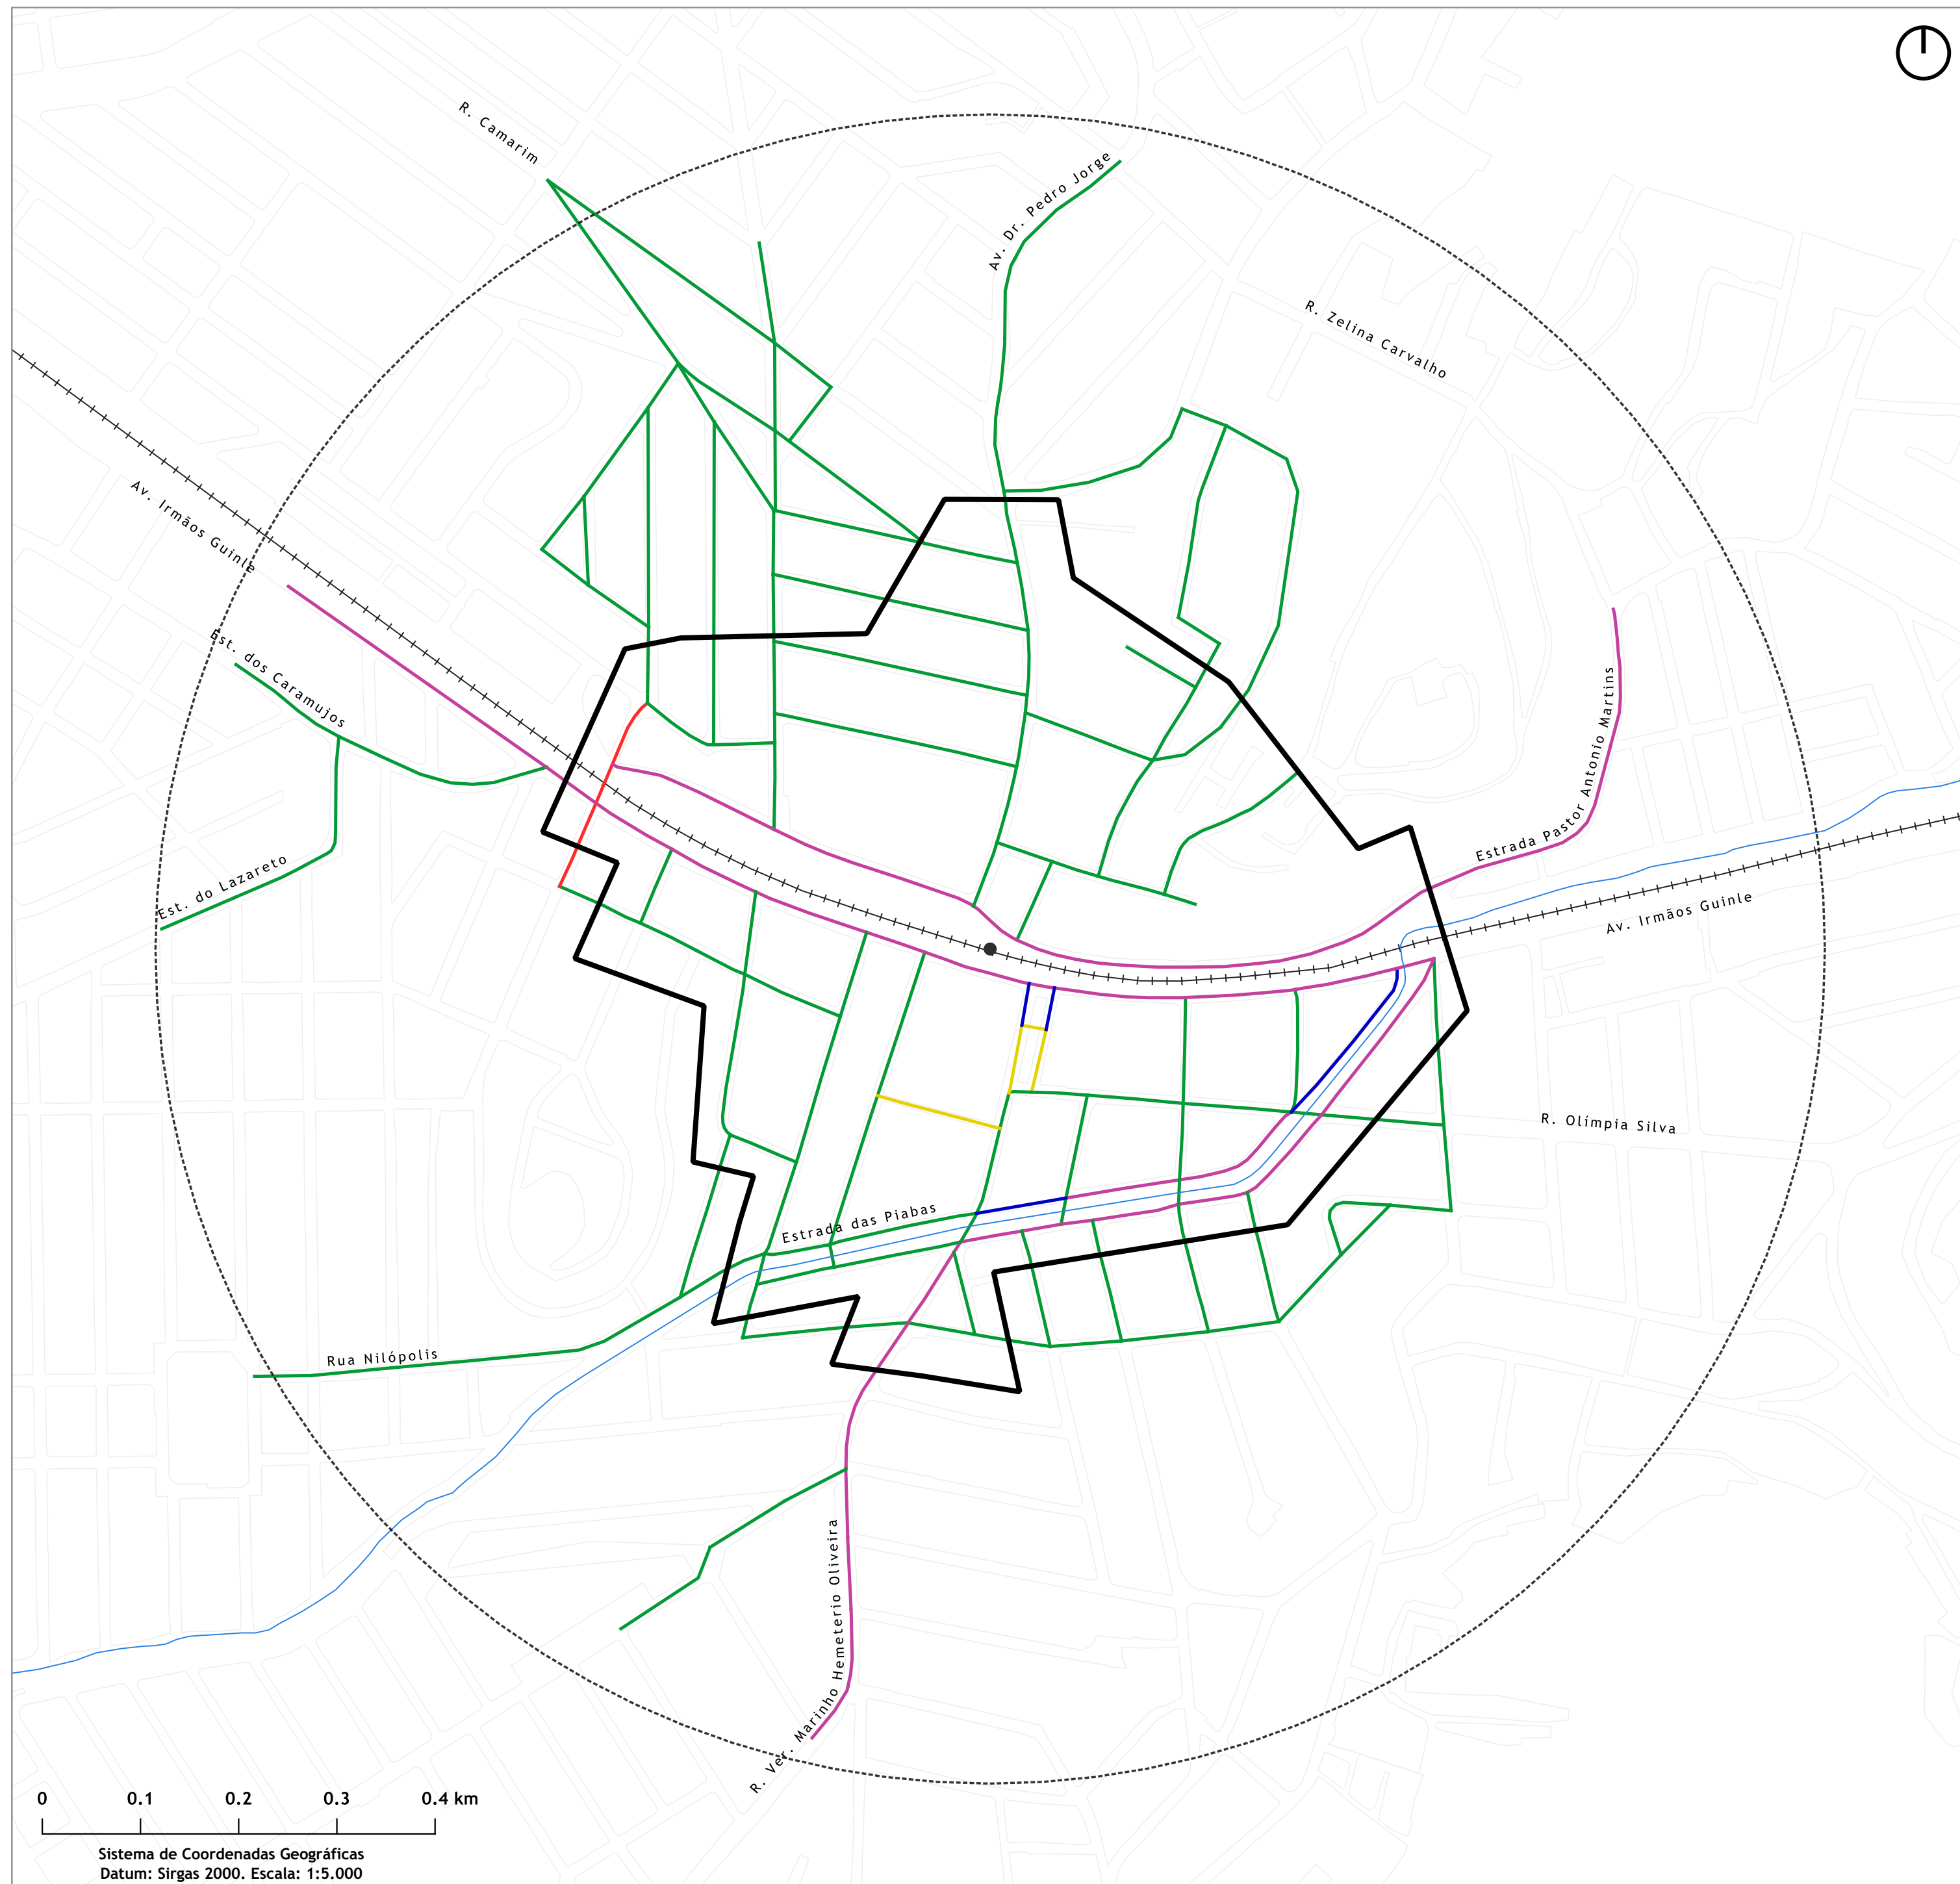 R. Camarim
Av. Dr. Pedro Jorge
R. Zelina Carvalho
Av. Irmãos Guinle
Est. dos Caramujos
Estrada Pastor Antonio Martins
Est. do Lazareto
Av. Irmãos Guinle
R. Olímpia Silva
Estrada das Piabas
Rua Nilópolis
R. Ver. Marinho Hemeterio Oliveira
0 0.1 0.2 0.3 0.4 km
Sistema de Coordenadas Geográficas
Datum: Sirgas 2000. Escala: 1:5.000